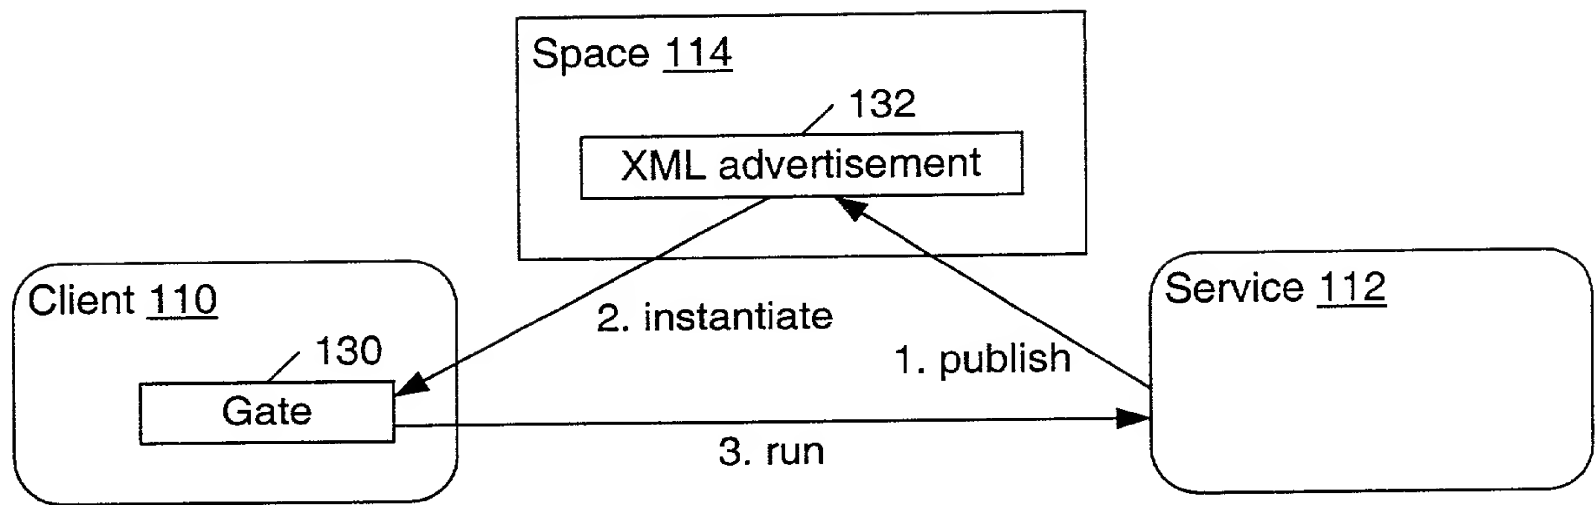 Space 114
132
XML advertisement
Client 110
Service 112
2. instantiate
130
1. publish
Gate
3. run